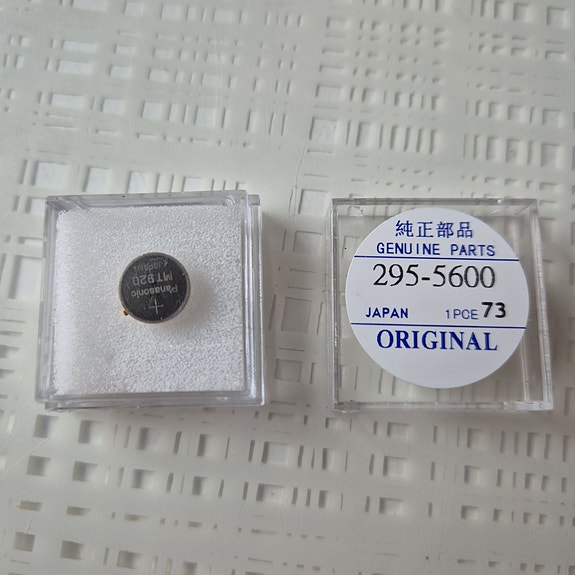 Panasonic
MT920
純正部品
GENUINE PARTS
295-5600
JAPAN 1PCE 73
ORIGINAL